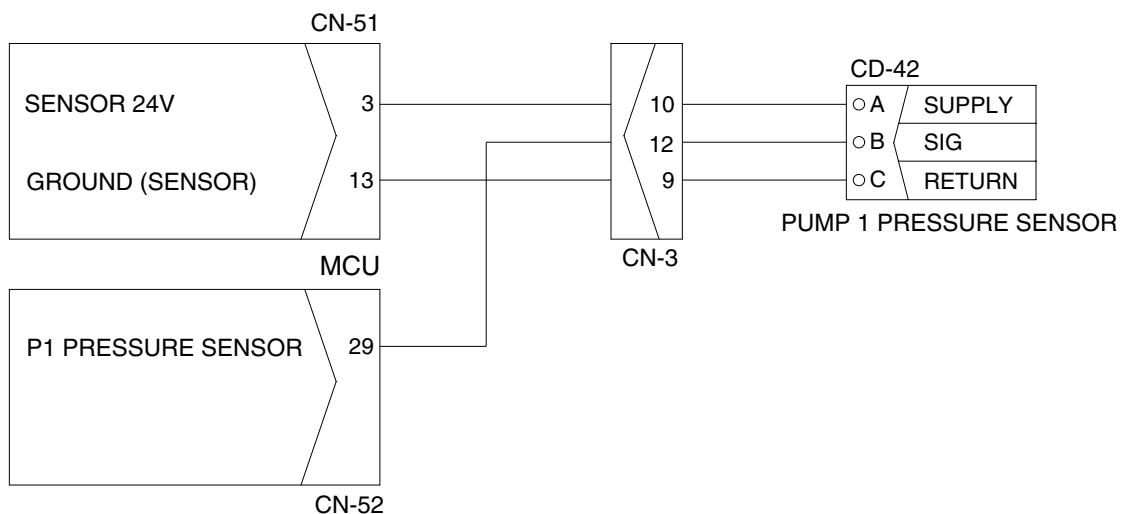 CN-51
SENSOR 24V
3
GROUND (SENSOR)
13
MCU
P1 PRESSURE SENSOR
29
CN-52
10
12
9
CN-3
CD-42
A SUPPLY
B SIG
C RETURN
PUMP 1 PRESSURE SENSOR